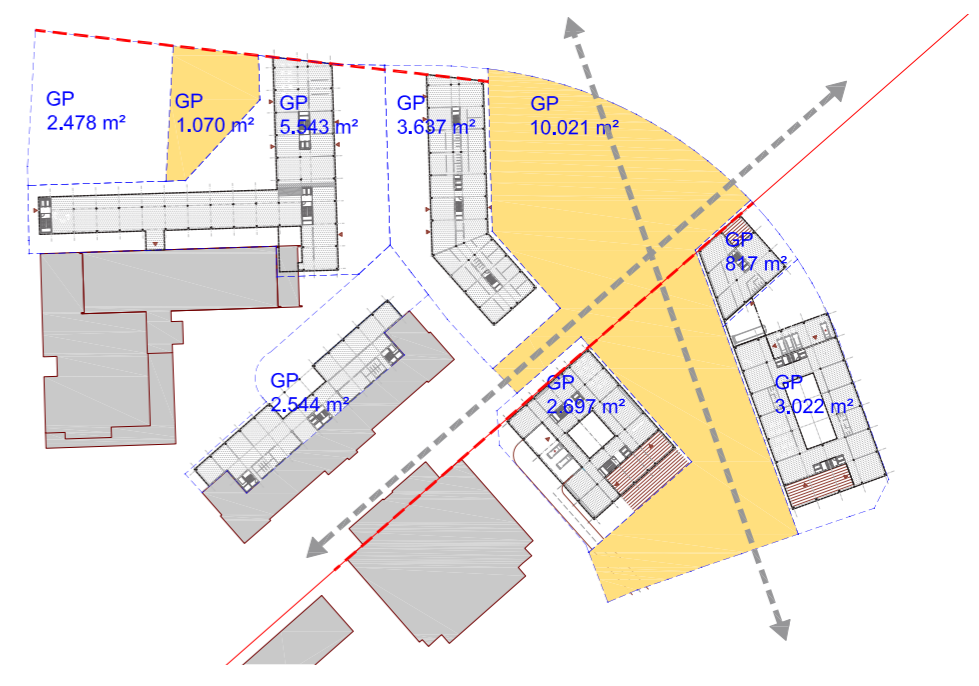 GP
2.478 m²
GP
1.070 m²
GP
5.543 m²
GP
3.637 m²
GP
10.021 m²
GP
817 m²
GP
2.544 m²
GP
2.697 m²
GP
3.022 m²